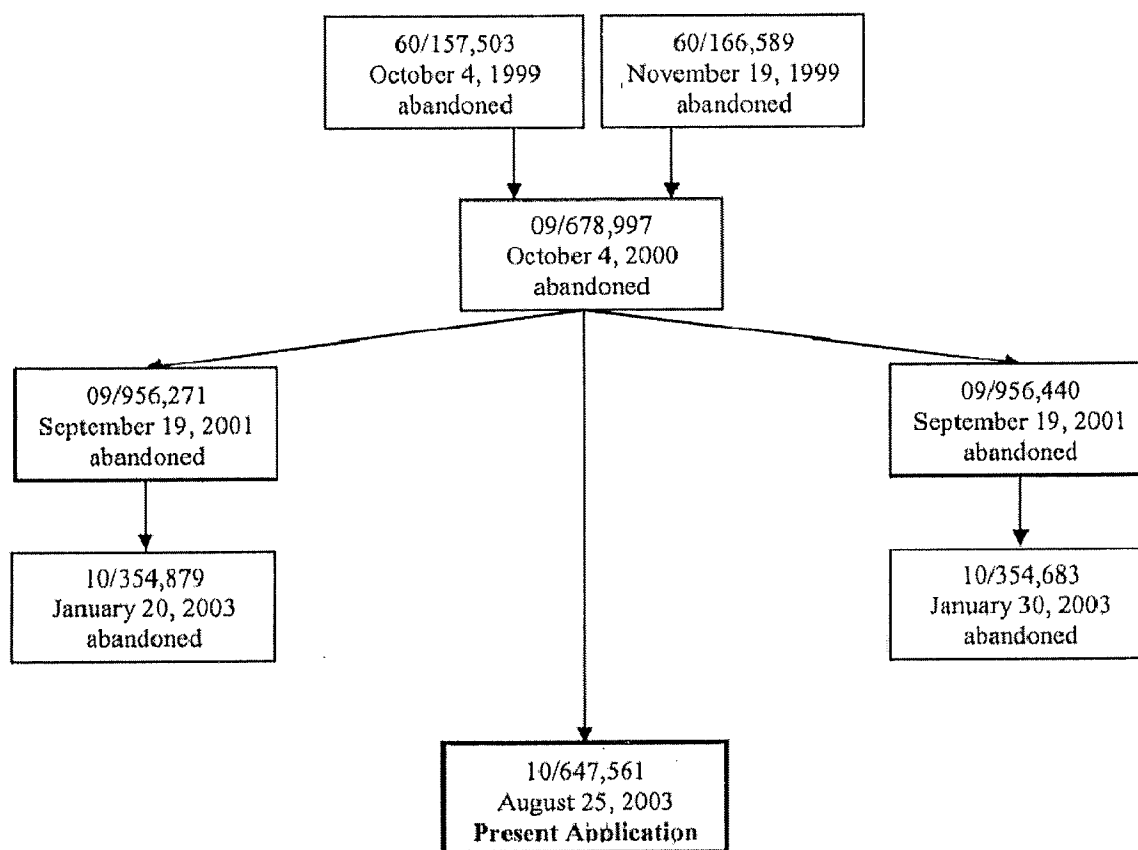 60/157,503
October 4, 1999
abandoned
60/166,589
November 19, 1999
abandoned
09/678,997
October 4, 2000
abandoned
09/956,271
September 19, 2001
abandoned
09/956,440
September 19, 2001
abandoned
10/354,879
January 20, 2003
abandoned
10/354,683
January 30, 2003
abandoned
10/647,561
August 25, 2003
Present Application